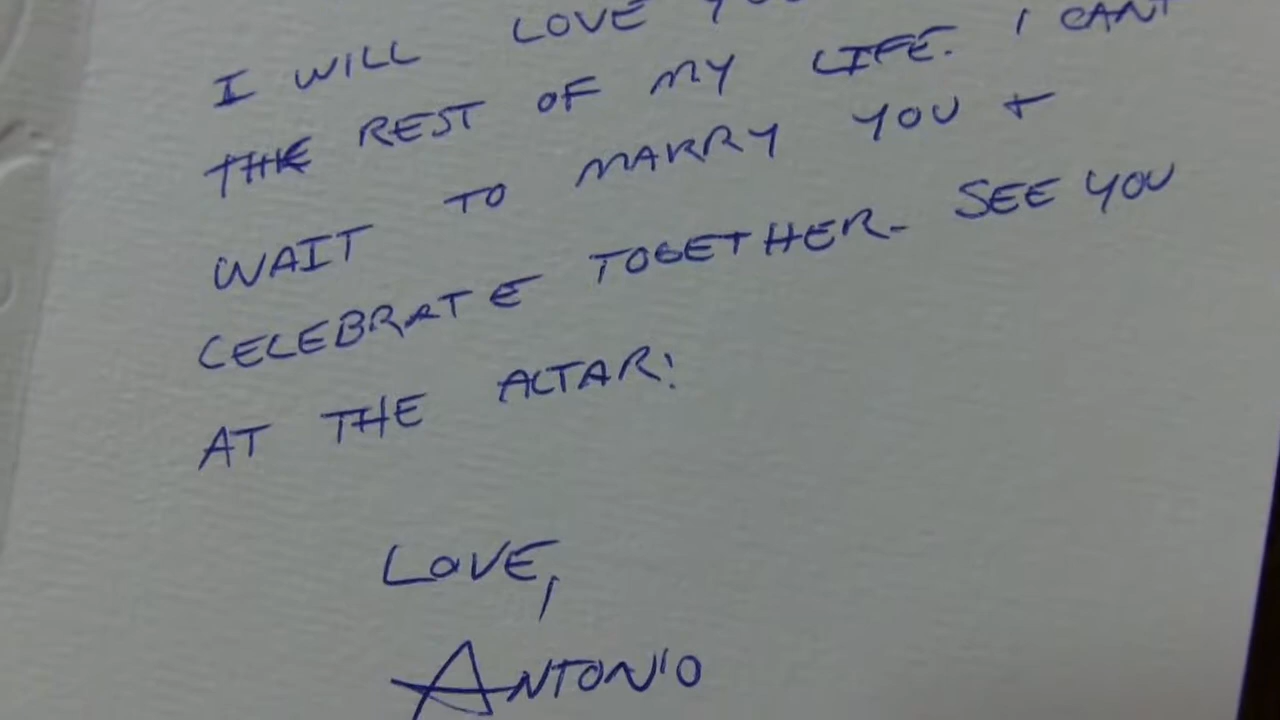 I WILL LOVE YOU
THE REST OF MY LIFE. I CAN'T
WAIT TO MARRY YOU +
CELEBRATE TOGETHER. SEE YOU
AT THE ALTAR!
LOVE,
ANTONIO